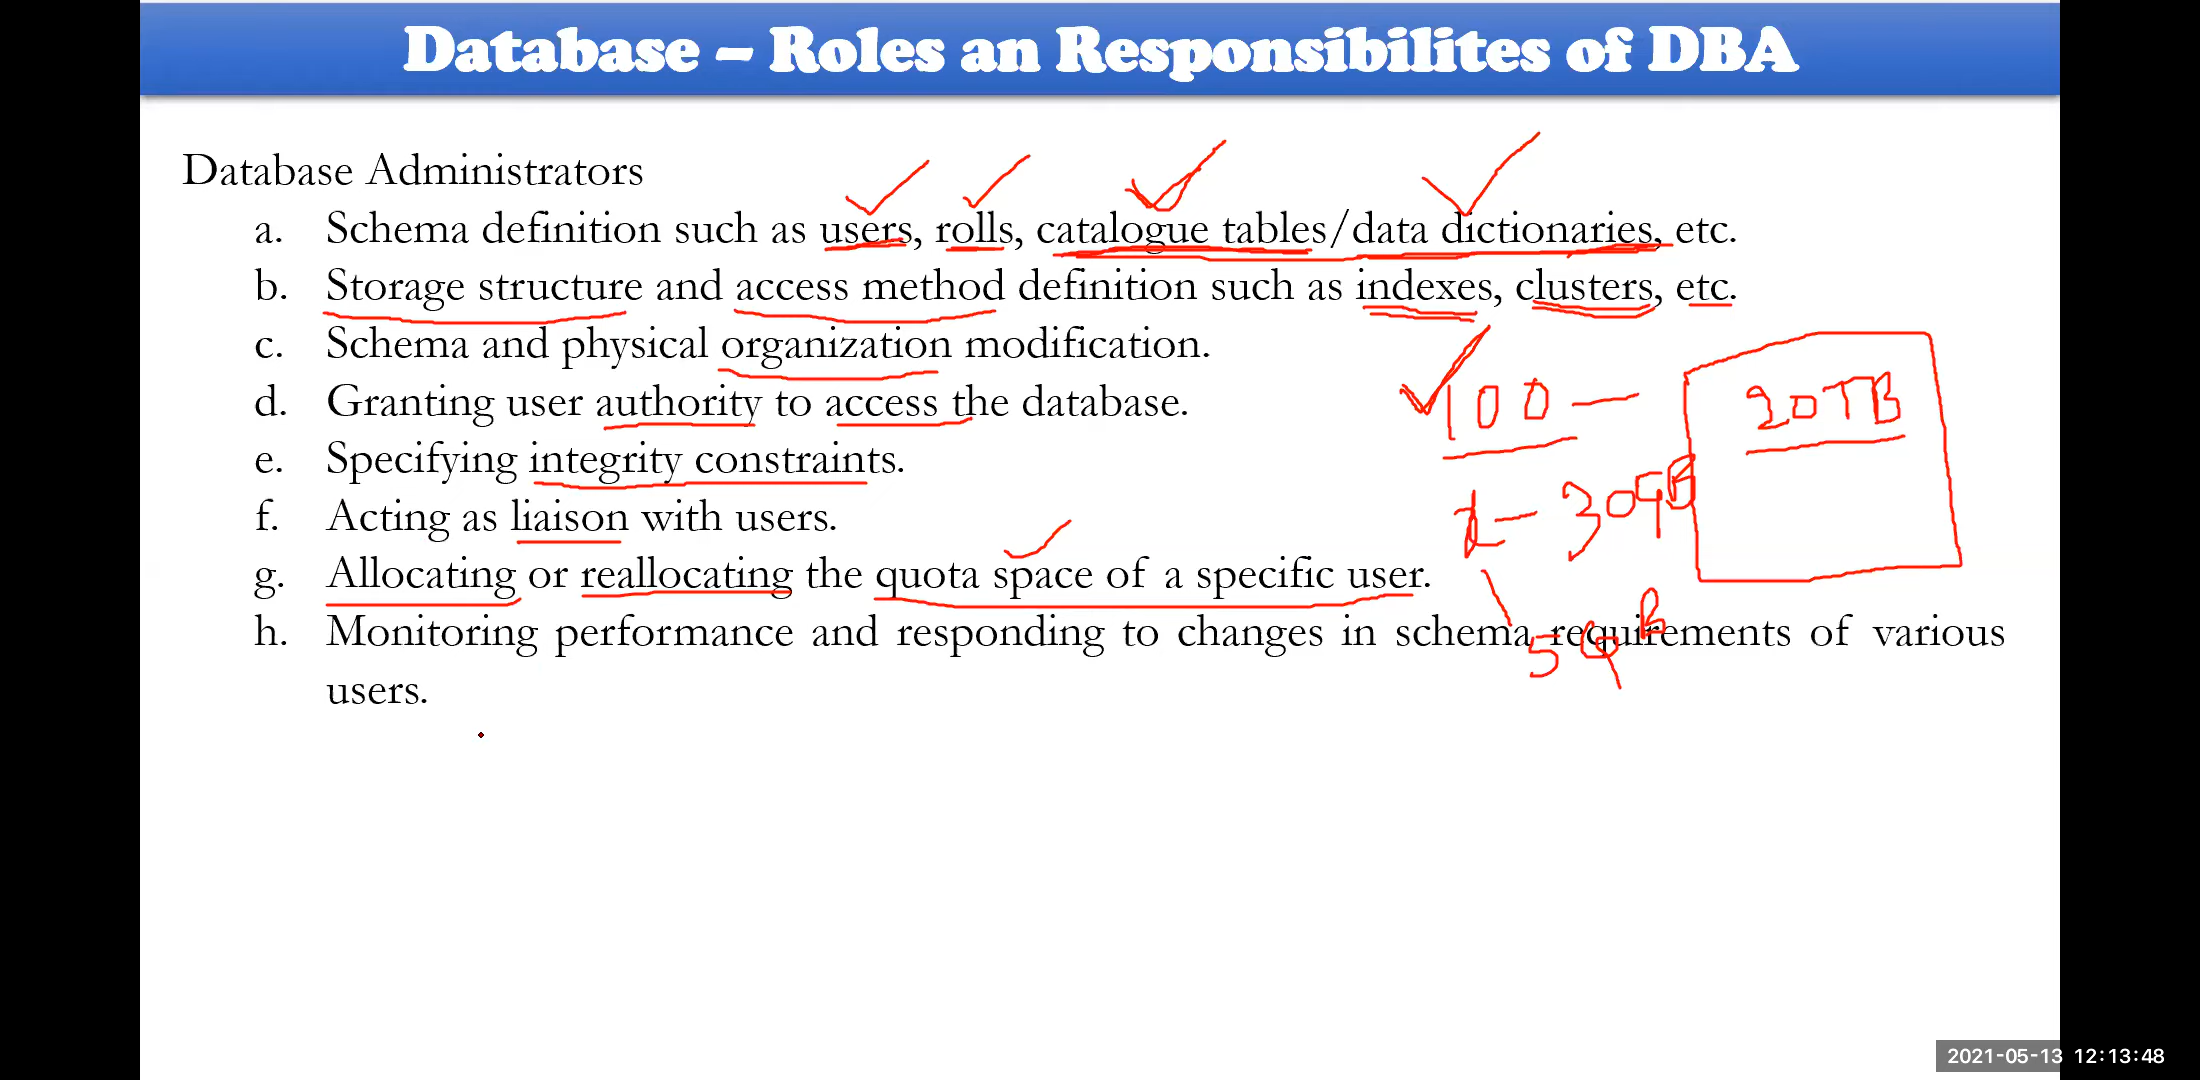 Database – Roles an Responsibilites of DBA
Database Administrators
a. Schema definition such as users, rolls, catalogue tables/data dictionaries, etc.
b. Storage structure and access method definition such as indexes, clusters, etc.
c. Schema and physical organization modification.
d. Granting user authority to access the database.
100 —
20TB
e. Specifying integrity constraints.
f. Acting as liaison with users.
1 — 30GB
g. Allocating or reallocating the quota space of a specific user.
h. Monitoring performance and responding to changes in schema requirements of various
5GB
users.
2021-05-13 12:13:48